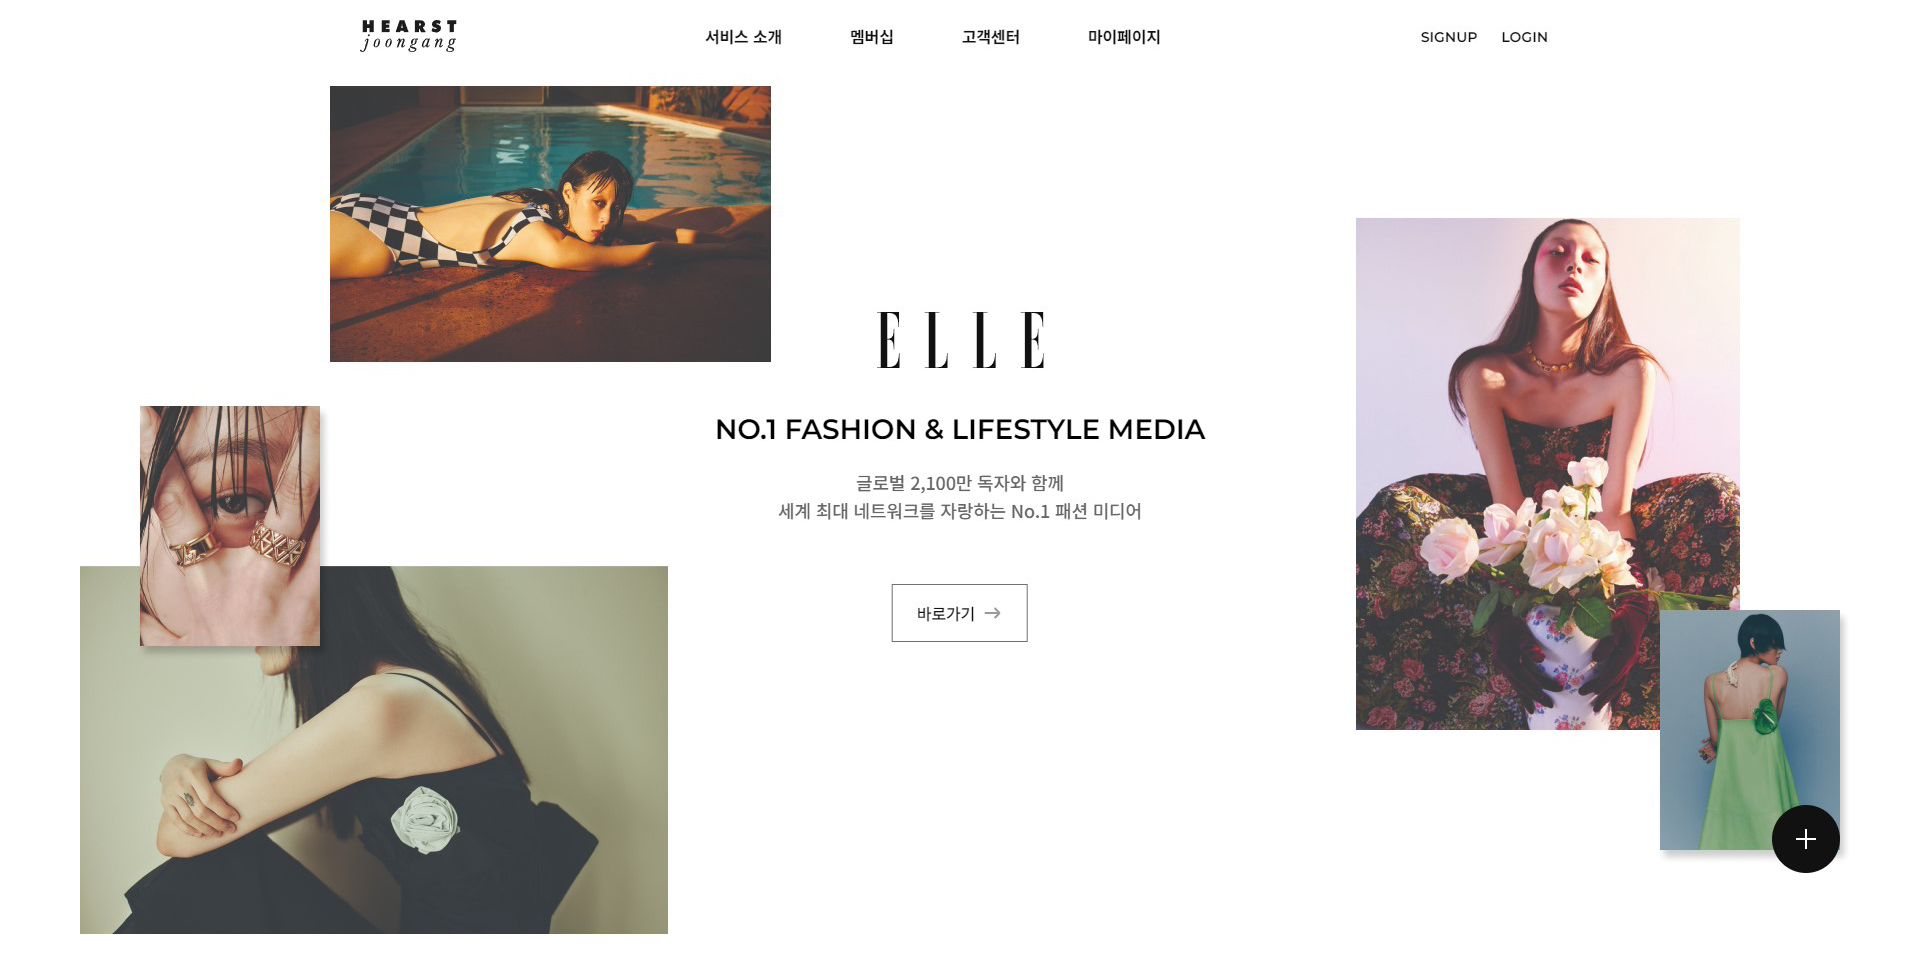 HEARST
joongang
서비스 소개
멤버십
고객센터
마이페이지
SIGNUP
LOGIN
ELLE
NO.1 FASHION & LIFESTYLE MEDIA
글로벌 2,100만 독자와 함께
세계 최대 네트워크를 자랑하는 No.1 패션 미디어
바로가기 →